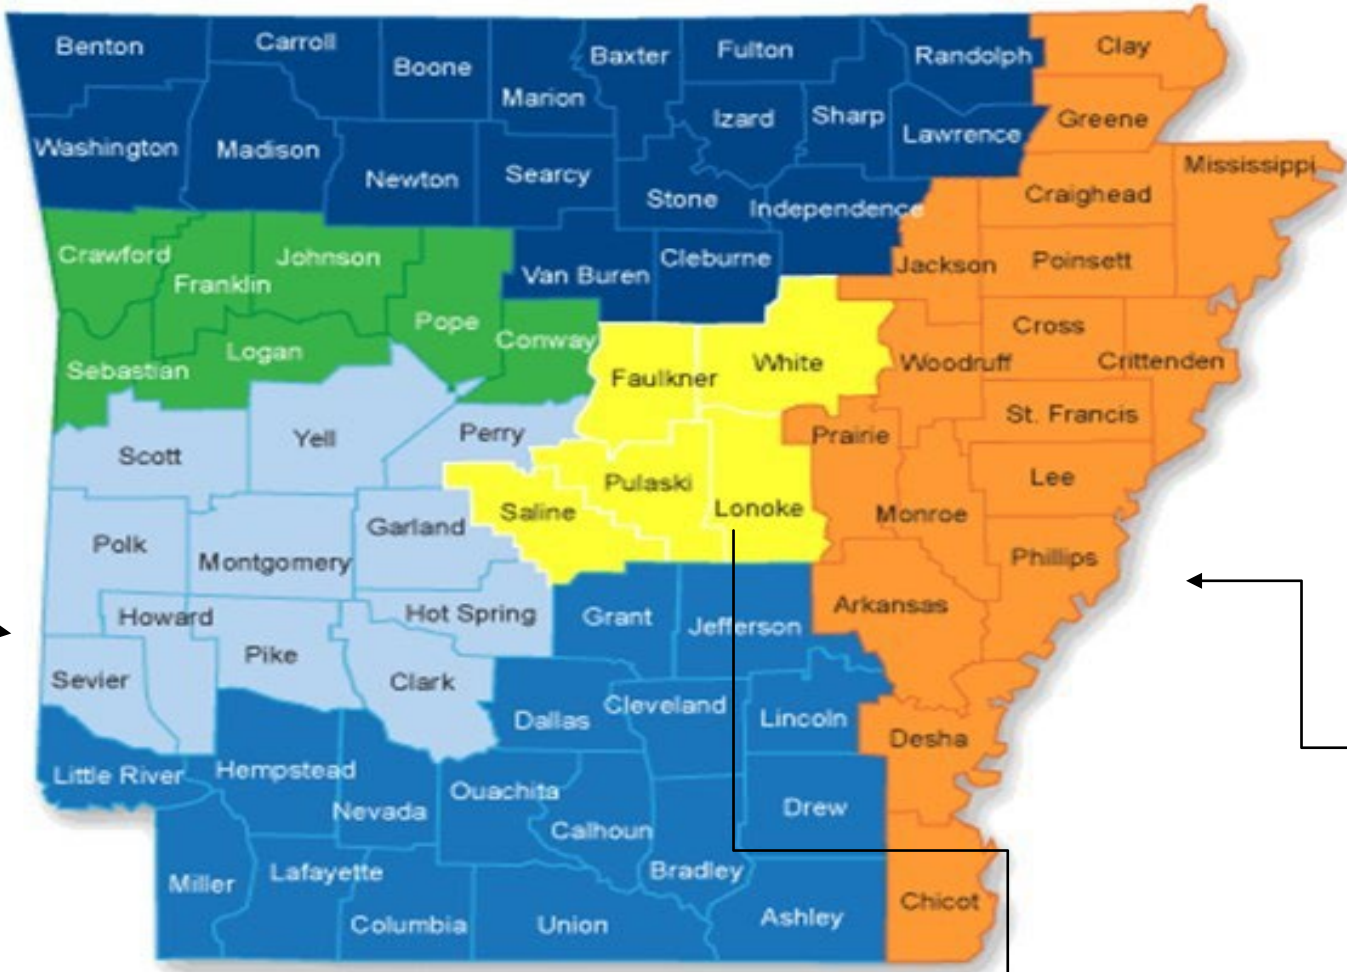 Benton
Carroll
Boone
Marion
Baxter
Fulton
Randolph
Clay
Izard
Sharp
Lawrence
Greene
Washington
Madison
Newton
Searcy
Stone
Independence
Craighead
Mississippi
Crawford
Franklin
Johnson
Van Buren
Cleburne
Jackson
Poinsett
Pope
Conway
Sebastian
Logan
Faulkner
White
Woodruff
Cross
Crittenden
St. Francis
Scott
Yell
Perry
Prairie
Lee
Saline
Pulaski
Lonoke
Monroe
Phillips
Polk
Montgomery
Garland
Howard
Hot Spring
Grant
Jefferson
Arkansas
Sevier
Pike
Clark
Dallas
Cleveland
Lincoln
Desha
Little River
Hempstead
Nevada
Ouachita
Calhoun
Drew
Miller
Lafayette
Bradley
Columbia
Union
Ashley
Chicot